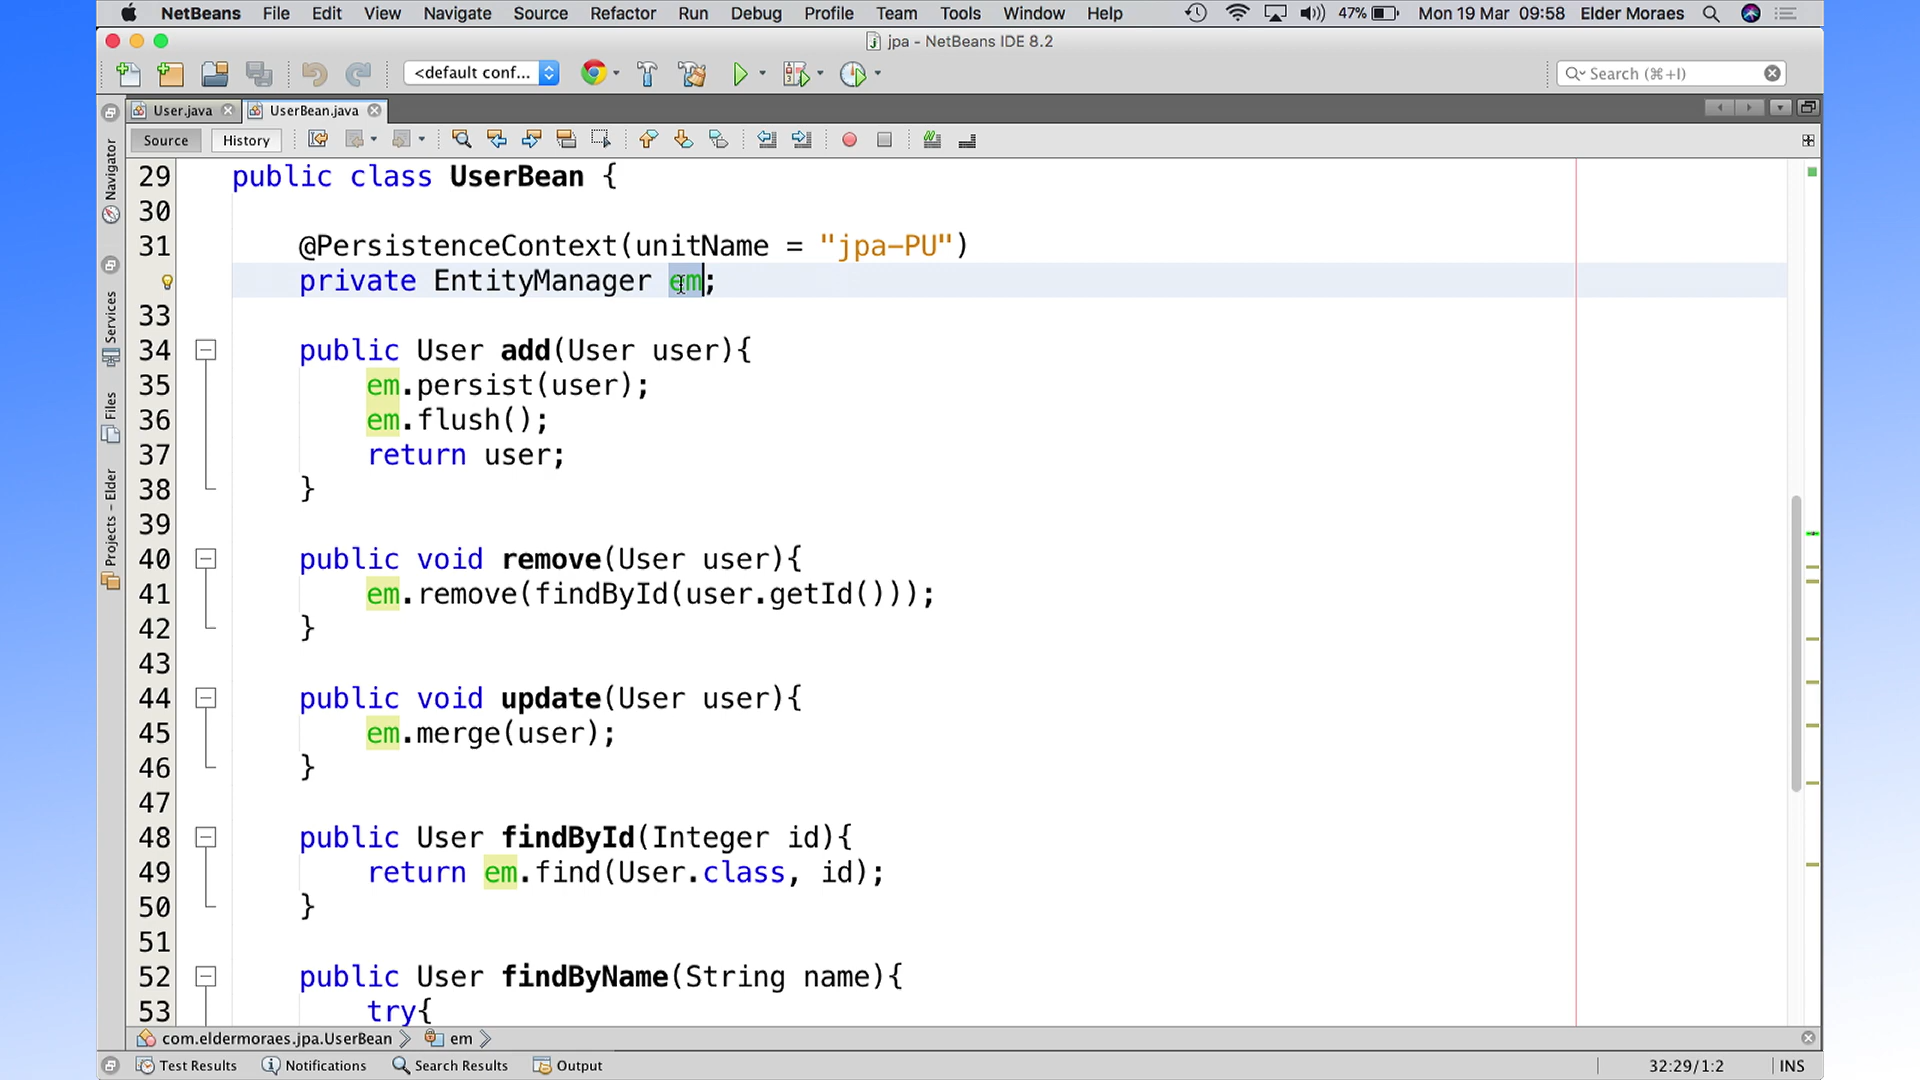 NetBeans File Edit View Navigate Source Refactor Run Debug Profile Team Tools Window Help 47% Mon 19 Mar 09:58 Elder Moraes
jpa - NetBeans IDE 8.2
<default conf... Search (⌘+I)
User.java UserBean.java
Source History
Navigator
Services
Files
Projects - Elder
29 public class UserBean {
30
31 @PersistenceContext(unitName = "jpa-PU")
private EntityManager em;
33
34 public User add(User user){
35 em.persist(user);
36 em.flush();
37 return user;
38 }
39
40 public void remove(User user){
41 em.remove(findById(user.getId()));
42 }
43
44 public void update(User user){
45 em.merge(user);
46 }
47
48 public User findById(Integer id){
49 return em.find(User.class, id);
50 }
51
52 public User findByName(String name){
53 try{
com.eldermoraes.jpa.UserBean em
Test Results Notifications Search Results Output 32:29/1:2 INS